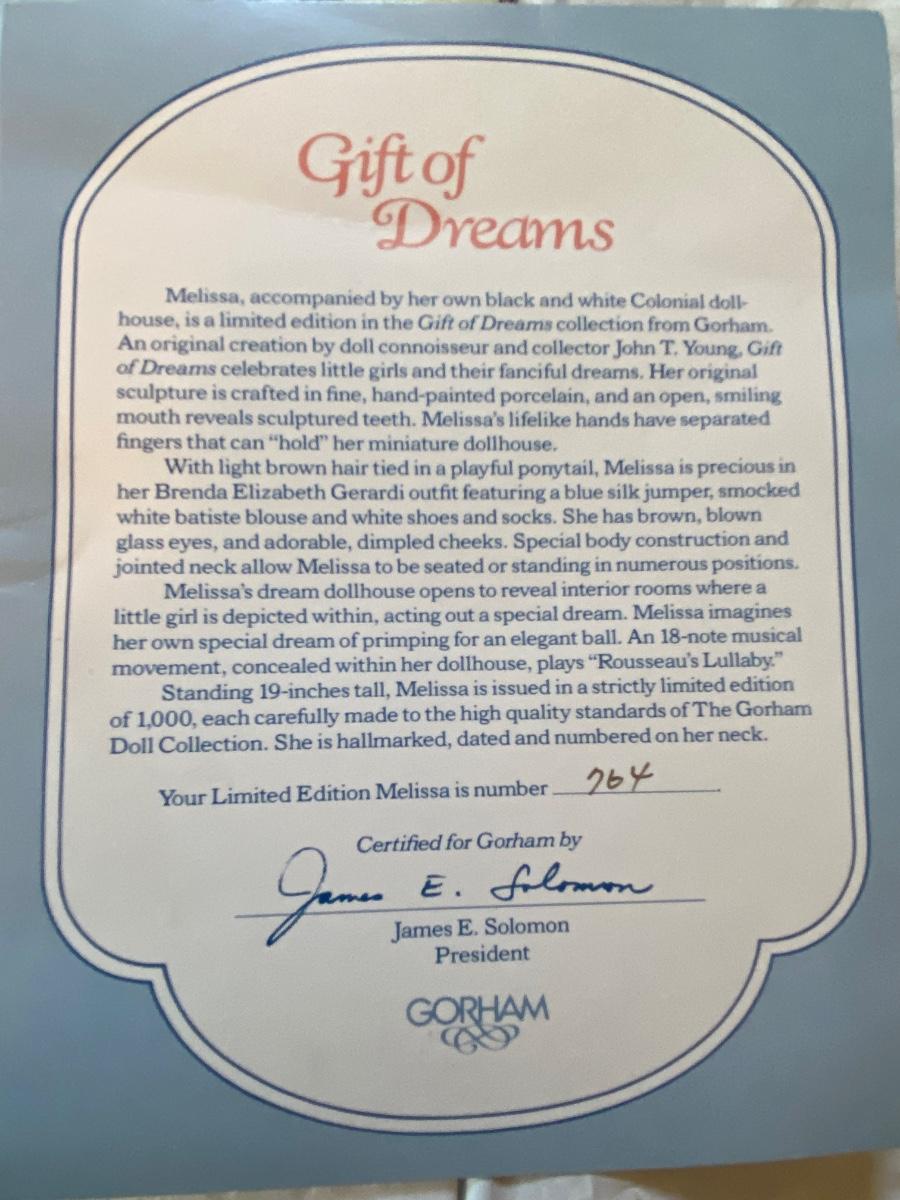 Gift of
Dreams
Melissa, accompanied by her own black and white Colonial doll-
house, is a limited edition in the Gift of Dreams collection from Gorham.
An original creation by doll connoisseur and collector John T. Young, Gift
of Dreams celebrates little girls and their fanciful dreams. Her original
sculpture is crafted in fine, hand-painted porcelain, and an open, smiling
mouth reveals sculptured teeth. Melissa's lifelike hands have separated
fingers that can "hold" her miniature dollhouse.
With light brown hair tied in a playful ponytail, Melissa is precious in
her Brenda Elizabeth Gerardi outfit featuring a blue silk jumper, smocked
white batiste blouse and white shoes and socks. She has brown, blown
glass eyes, and adorable, dimpled cheeks. Special body construction and
jointed neck allow Melissa to be seated or standing in numerous positions.
Melissa's dream dollhouse opens to reveal interior rooms where a
little girl is depicted within, acting out a special dream. Melissa imagines
her own special dream of primping for an elegant ball. An 18-note musical
movement, concealed within her dollhouse, plays "Rousseau's Lullaby."
Standing 19-inches tall, Melissa is issued in a strictly limited edition
of 1,000, each carefully made to the high quality standards of The Gorham
Doll Collection. She is hallmarked, dated and numbered on her neck.
Your Limited Edition Melissa is number 764.
Certified for Gorham by
James E. Solomon
James E. Solomon
President
GORHAM